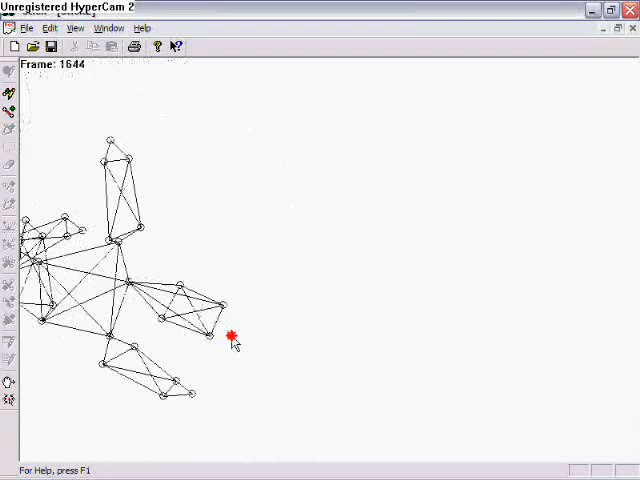 Unregistered HyperCam 2
File Edit View Window Help
Frame: 1644
For Help, press F1